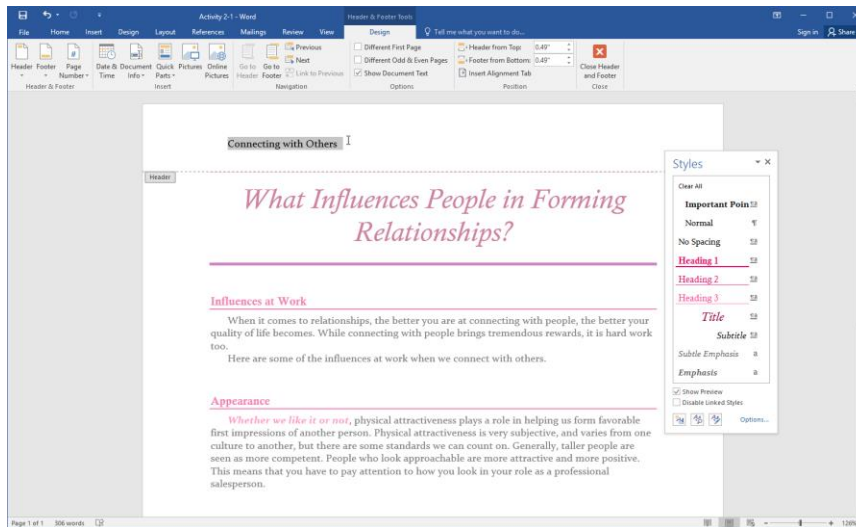 Activity 2-1 - Word
Header & Footer Tools
File Home Insert Design Layout References Mailings Review View Design Tell me what you want to do... Sign in Share
Header Footer Page Number
Date & Time Document Info Quick Parts Pictures Online Pictures
Go to Header Go to Footer Previous Next Link to Previous
Different First Page
Different Odd & Even Pages
Show Document Text
Header from Top: 0.49"
Footer from Bottom: 0.49"
Insert Alignment Tab
Close Header and Footer
Header & Footer Insert Navigation Options Position Close
Connecting with Others
Header
What Influences People in Forming
Relationships?
Influences at Work
When it comes to relationships, the better you are at connecting with people, the better your
quality of life becomes. While connecting with people brings tremendous rewards, it is hard work
too.
Here are some of the influences at work when we connect with others.
Appearance
Whether we like it or not, physical attractiveness plays a role in helping us form favorable
first impressions of another person. Physical attractiveness is very subjective, and varies from one
culture to another, but there are some standards we can count on. Generally, taller people are
seen as more competent. People who look approachable are more attractive and more positive.
This means that you have to pay attention to how you look in your role as a professional
salesperson.
Styles
Clear All
Important Poin
Normal
No Spacing
Heading 1
Heading 2
Heading 3
Title
Subtitle
Subtle Emphasis
Emphasis
Show Preview
Disable Linked Styles
Options...
Page 1 of 1 306 words 126%